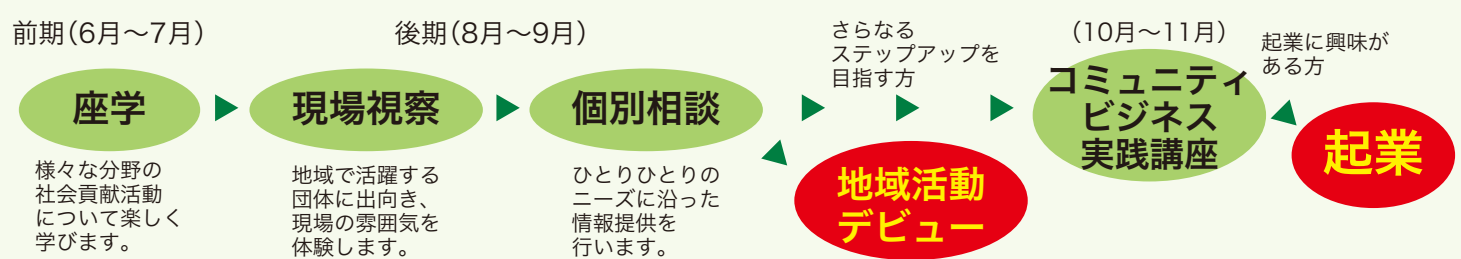 前期（6月～7月）
座学
様々な分野の
社会貢献活動
について楽しく
学びます。
後期（8月～9月）
現場視察
地域で活躍する
団体に出向き、
現場の雰囲気を
体験します。
個別相談
ひとりひとりの
ニーズに沿った
情報提供を
行います。
地域活動
デビュー
さらなる
ステップアップを
目指す方
（10月～11月）
コミュニティ
ビジネス
実践講座
起業に興味が
ある方
起業